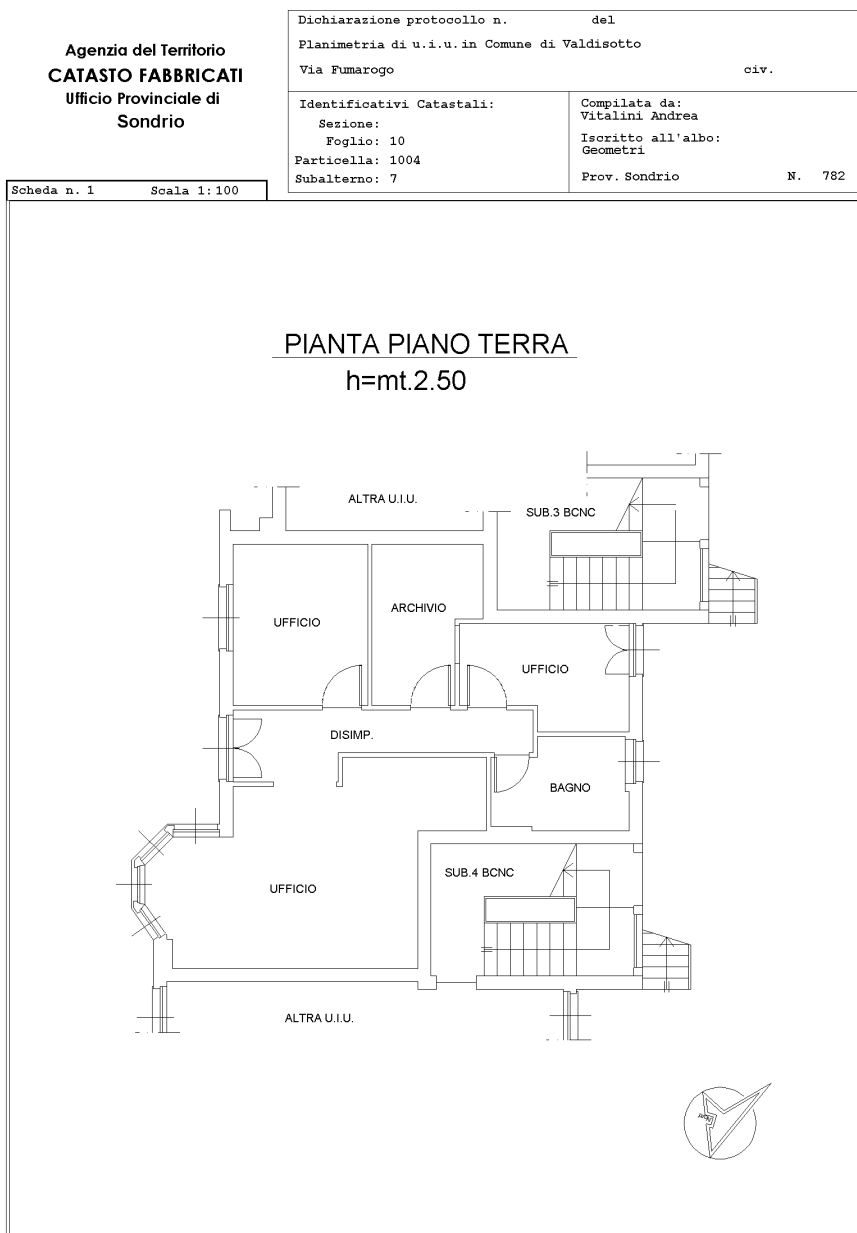 Agenzia del Territorio
CATASTO FABBRICATI
Ufficio Provinciale di
Sondrio
Dichiarazione protocollo n. del
Planimetria di u.i.u. in Comune di Valdisotto
Via Fumarogo civ.
Identificativi Catastali:
Sezione:
Foglio: 10
Particella: 1004
Subalterno: 7
Compilata da:
Vitalini Andrea
Iscritto all'albo:
Geometri
Prov. Sondrio N. 782
Scheda n. 1 Scala 1:100
PIANTA PIANO TERRA
h=mt.2.50
ALTRA U.I.U.
SUB.3 BCNC
UFFICIO
ARCHIVIO
UFFICIO
DISIMP.
BAGNO
UFFICIO
SUB.4 BCNC
ALTRA U.I.U.